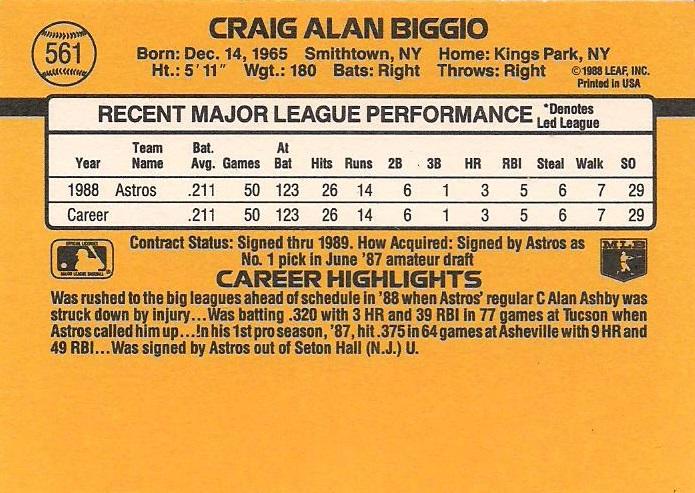 CRAIG ALAN BIGGIO
561
Born: Dec. 14, 1965 Smithtown, NY Home: Kings Park, NY
Ht.: 5' 11" Wgt.: 180 Bats: Right Throws: Right
©1988 LEAF, INC.
Printed in USA
RECENT MAJOR LEAGUE PERFORMANCE *Denotes Led League
Year Team Name Bat. Avg. Games At Bat Hits Runs 2B 3B HR RBI Steal Walk SO
1988 Astros .211 50 123 26 14 6 1 3 5 6 7 29
Career .211 50 123 26 14 6 1 3 5 6 7 29
Contract Status: Signed thru 1989. How Acquired: Signed by Astros as
No. 1 pick in June '87 amateur draft
MAJOR LEAGUE BASEBALL
MLB
CAREER HIGHLIGHTS
Was rushed to the big leagues ahead of schedule in '88 when Astros' regular C Alan Ashby was
struck down by injury...Was batting .320 with 3 HR and 39 RBI in 77 games at Tucson when
Astros called him up...In his 1st pro season, '87, hit .375 in 64 games at Asheville with 9 HR and
49 RBI...Was signed by Astros out of Seton Hall (N.J.) U.